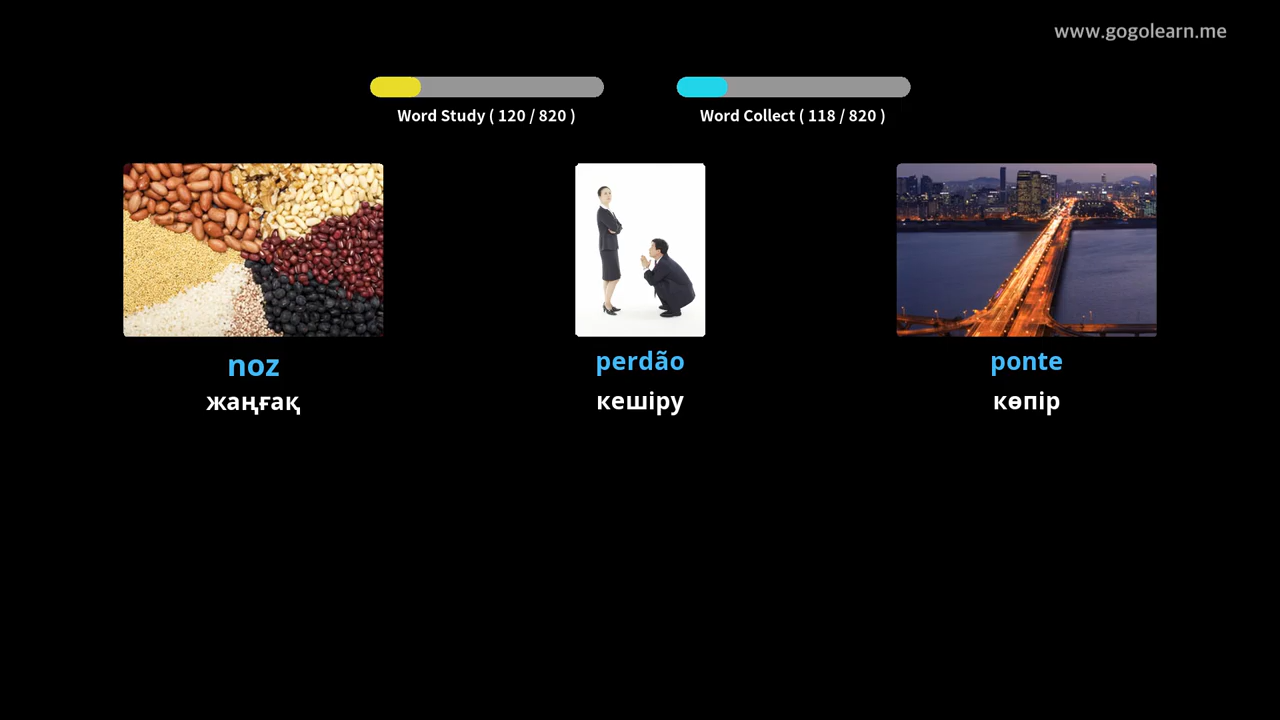 www.gogolearn.me
Word Study ( 120 / 820 )
Word Collect ( 118 / 820 )
noz
жаңғақ
perdão
кешіру
ponte
көпір